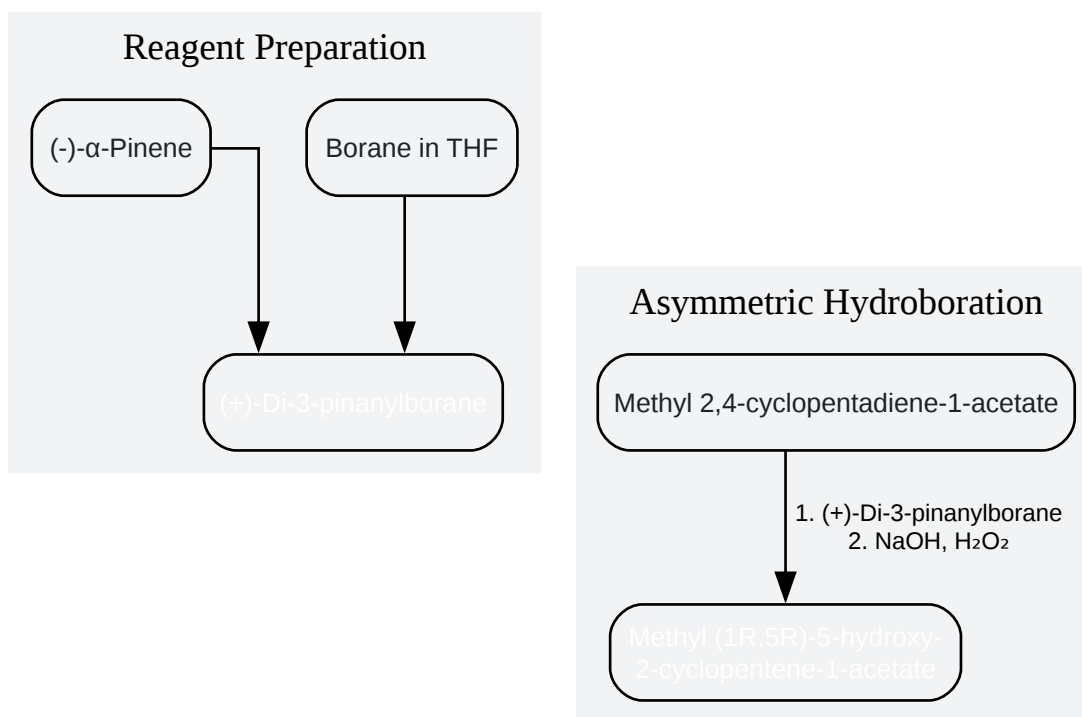 Reagent Preparation
(-)-α-Pinene
Borane in THF
(+)-Di-3-pinanylborane
Asymmetric Hydroboration
Methyl 2,4-cyclopentadiene-1-acetate
1. (+)-Di-3-pinanylborane
2. NaOH, H₂O₂
Methyl (1R,5R)-5-hydroxy-
2-cyclopentene-1-acetate